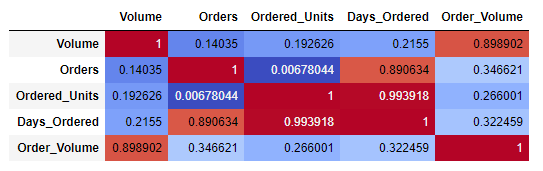 Volume Orders Ordered_Units Days_Ordered Order_Volume
Volume 1 0.14035 0.192626 0.2155 0.898902
Orders 0.14035 1 0.00678044 0.890634 0.346621
Ordered_Units 0.192626 0.00678044 1 0.993918 0.266001
Days_Ordered 0.2155 0.890634 0.993918 1 0.322459
Order_Volume 0.898902 0.346621 0.266001 0.322459 1